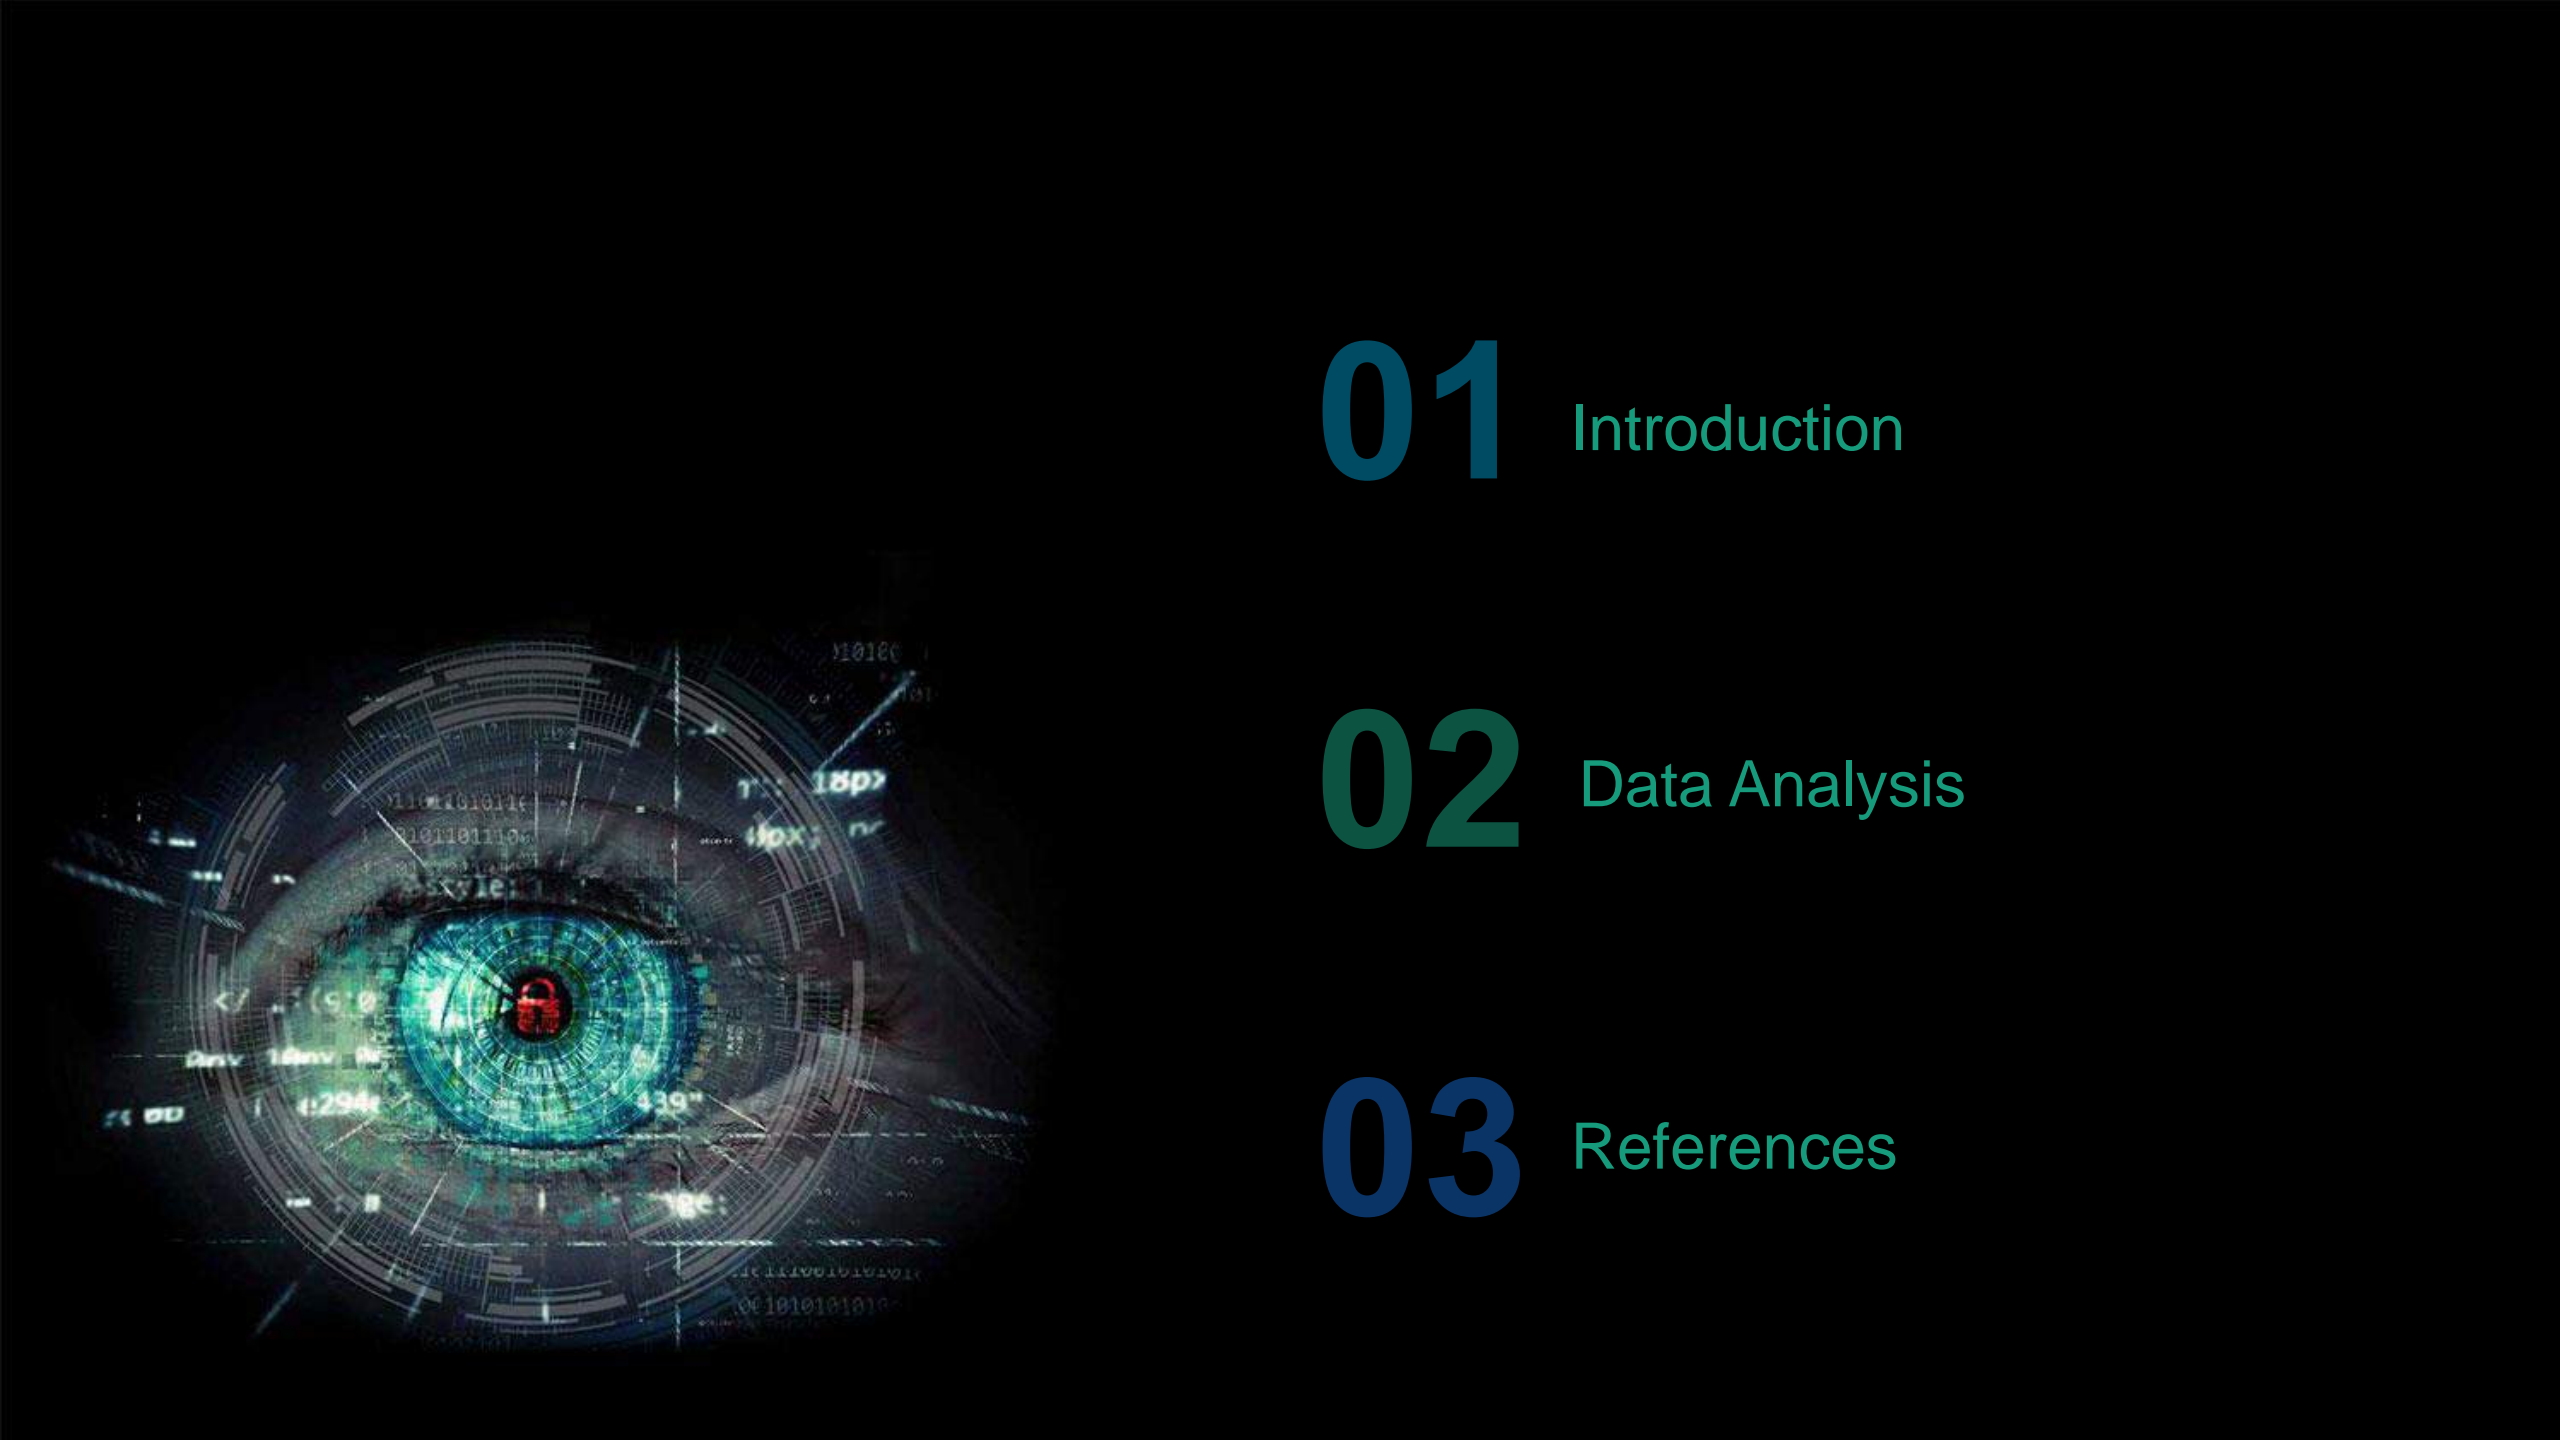 01 Introduction
02 Data Analysis
03 References